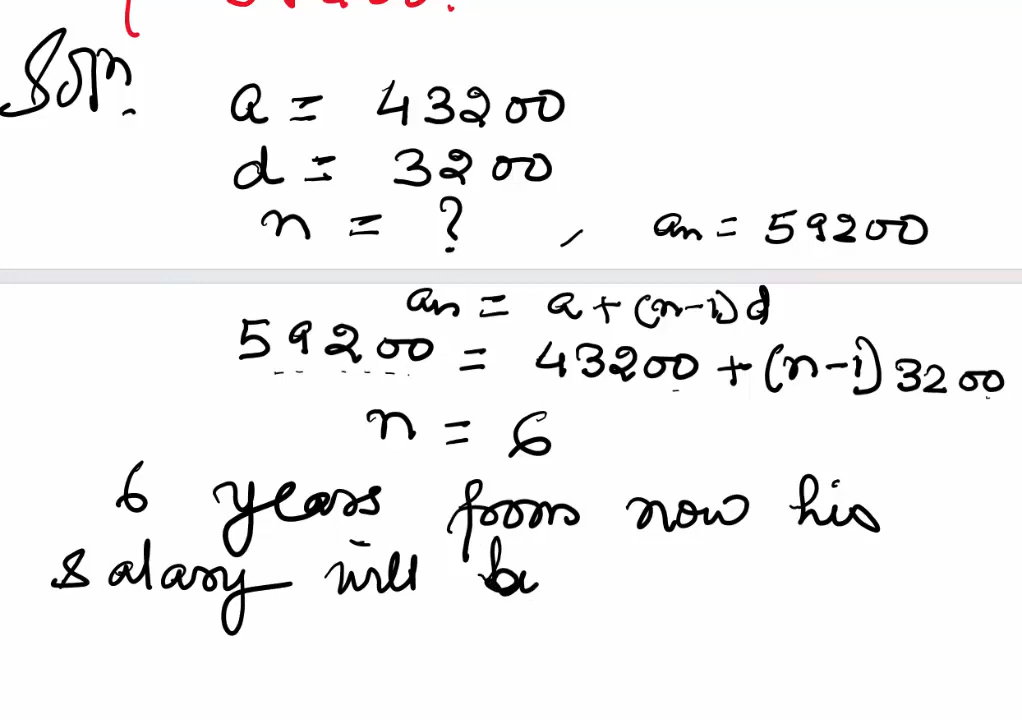 Soln.
a = 43200
d = 3200
n = ? , an = 59200
an = a + (n-1)d
59200 = 43200 + (n-1)3200
n = 6
6 years from now his
salary will be